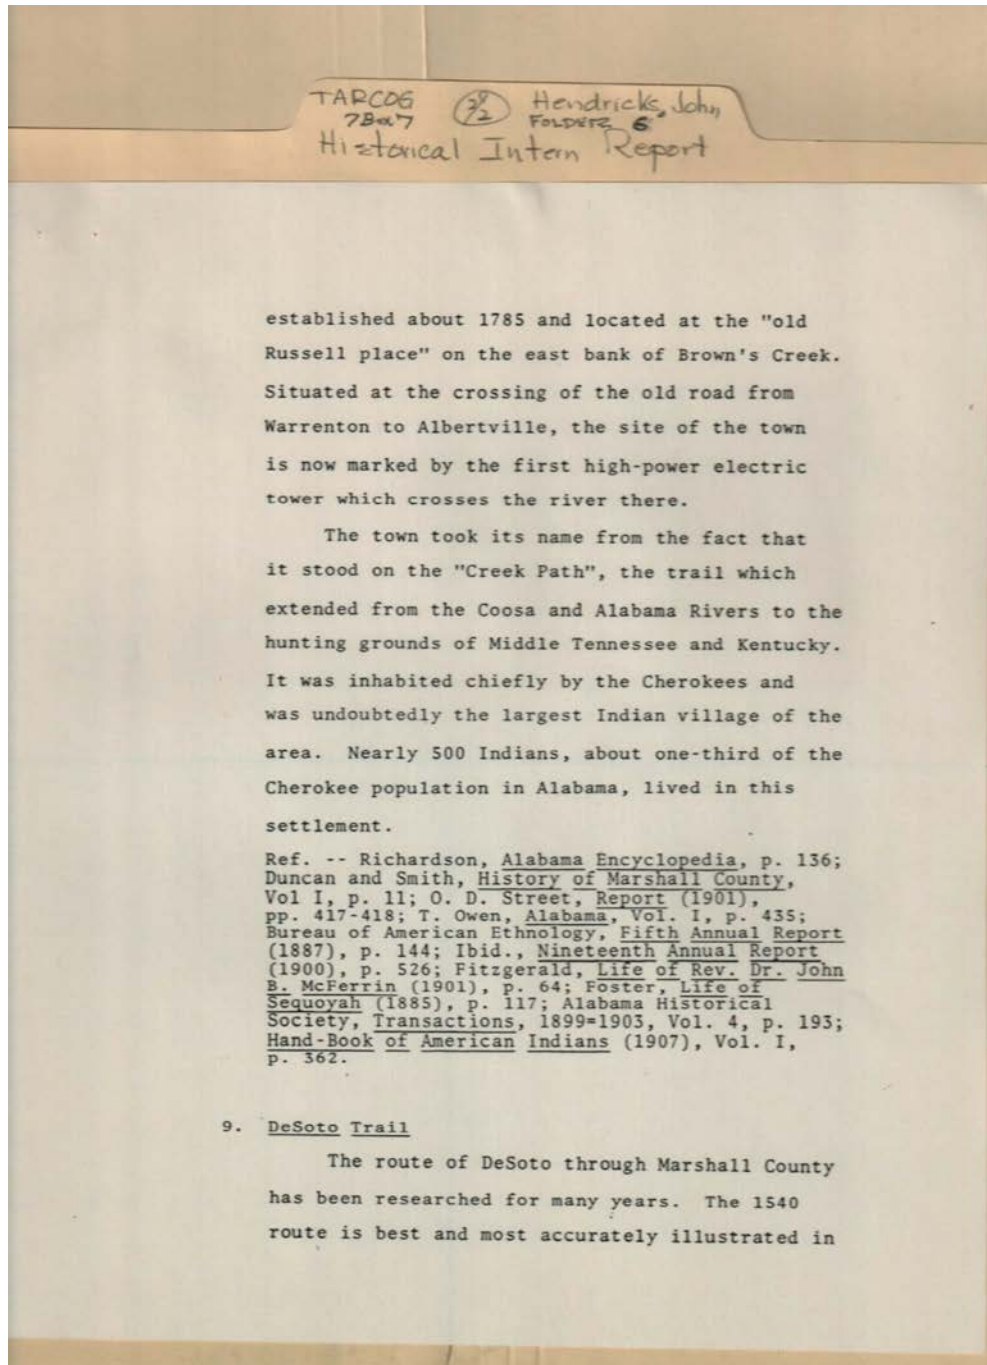 TARCOG Hendricks, John,
FOLDER 6
Historical Intern Report
established about 1785 and located at the "old
Russell place" on the east bank of Brown's Creek.
Situated at the crossing of the old road from
Warrenton to Albertville, the site of the town
is now marked by the first high-power electric
tower which crosses the river there.
The town took its name from the fact that
it stood on the "Creek Path", the trail which
extended from the Coosa and Alabama Rivers to the
hunting grounds of Middle Tennessee and Kentucky.
It was inhabited chiefly by the Cherokees and
was undoubtedly the largest Indian village of the
area. Nearly 500 Indians, about one-third of the
Cherokee population in Alabama, lived in this
settlement.
Ref. -- Richardson, Alabama Encyclopedia, p. 136;
Duncan and Smith, History of Marshall County,
Vol I, p. 11; O. D. Street, Report (1901),
pp. 417-418; T. Owen, Alabama, Vol. I, p. 435;
Bureau of American Ethnology, Fifth Annual Report
(1887), p. 144; Ibid., Nineteenth Annual Report
(1900), p. 526; Fitzgerald, Life of Rev. Dr. John
B. McFerrin (1901), p. 64; Foster, Life of
Sequoyah (1885), p. 117; Alabama Historical
Society, Transactions, 1899=1903, Vol. 4, p. 193;
Hand-Book of American Indians (1907), Vol. I,
p. 362.
9. DeSoto Trail
The route of DeSoto through Marshall County
has been researched for many years. The 1540
route is best and most accurately illustrated in